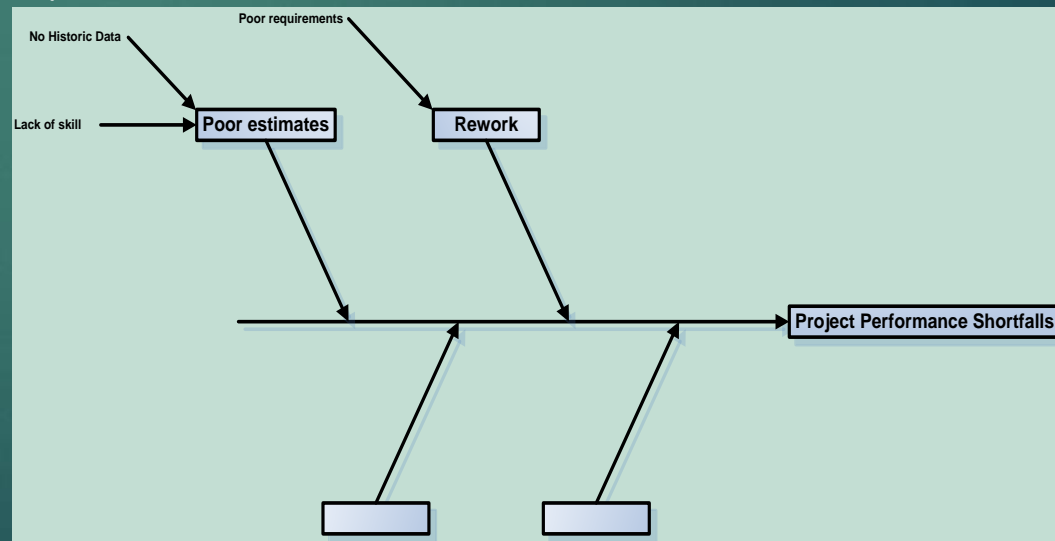 Poor requirements
No Historic Data
Lack of skill
Poor estimates
Rework
Project Performance Shortfalls